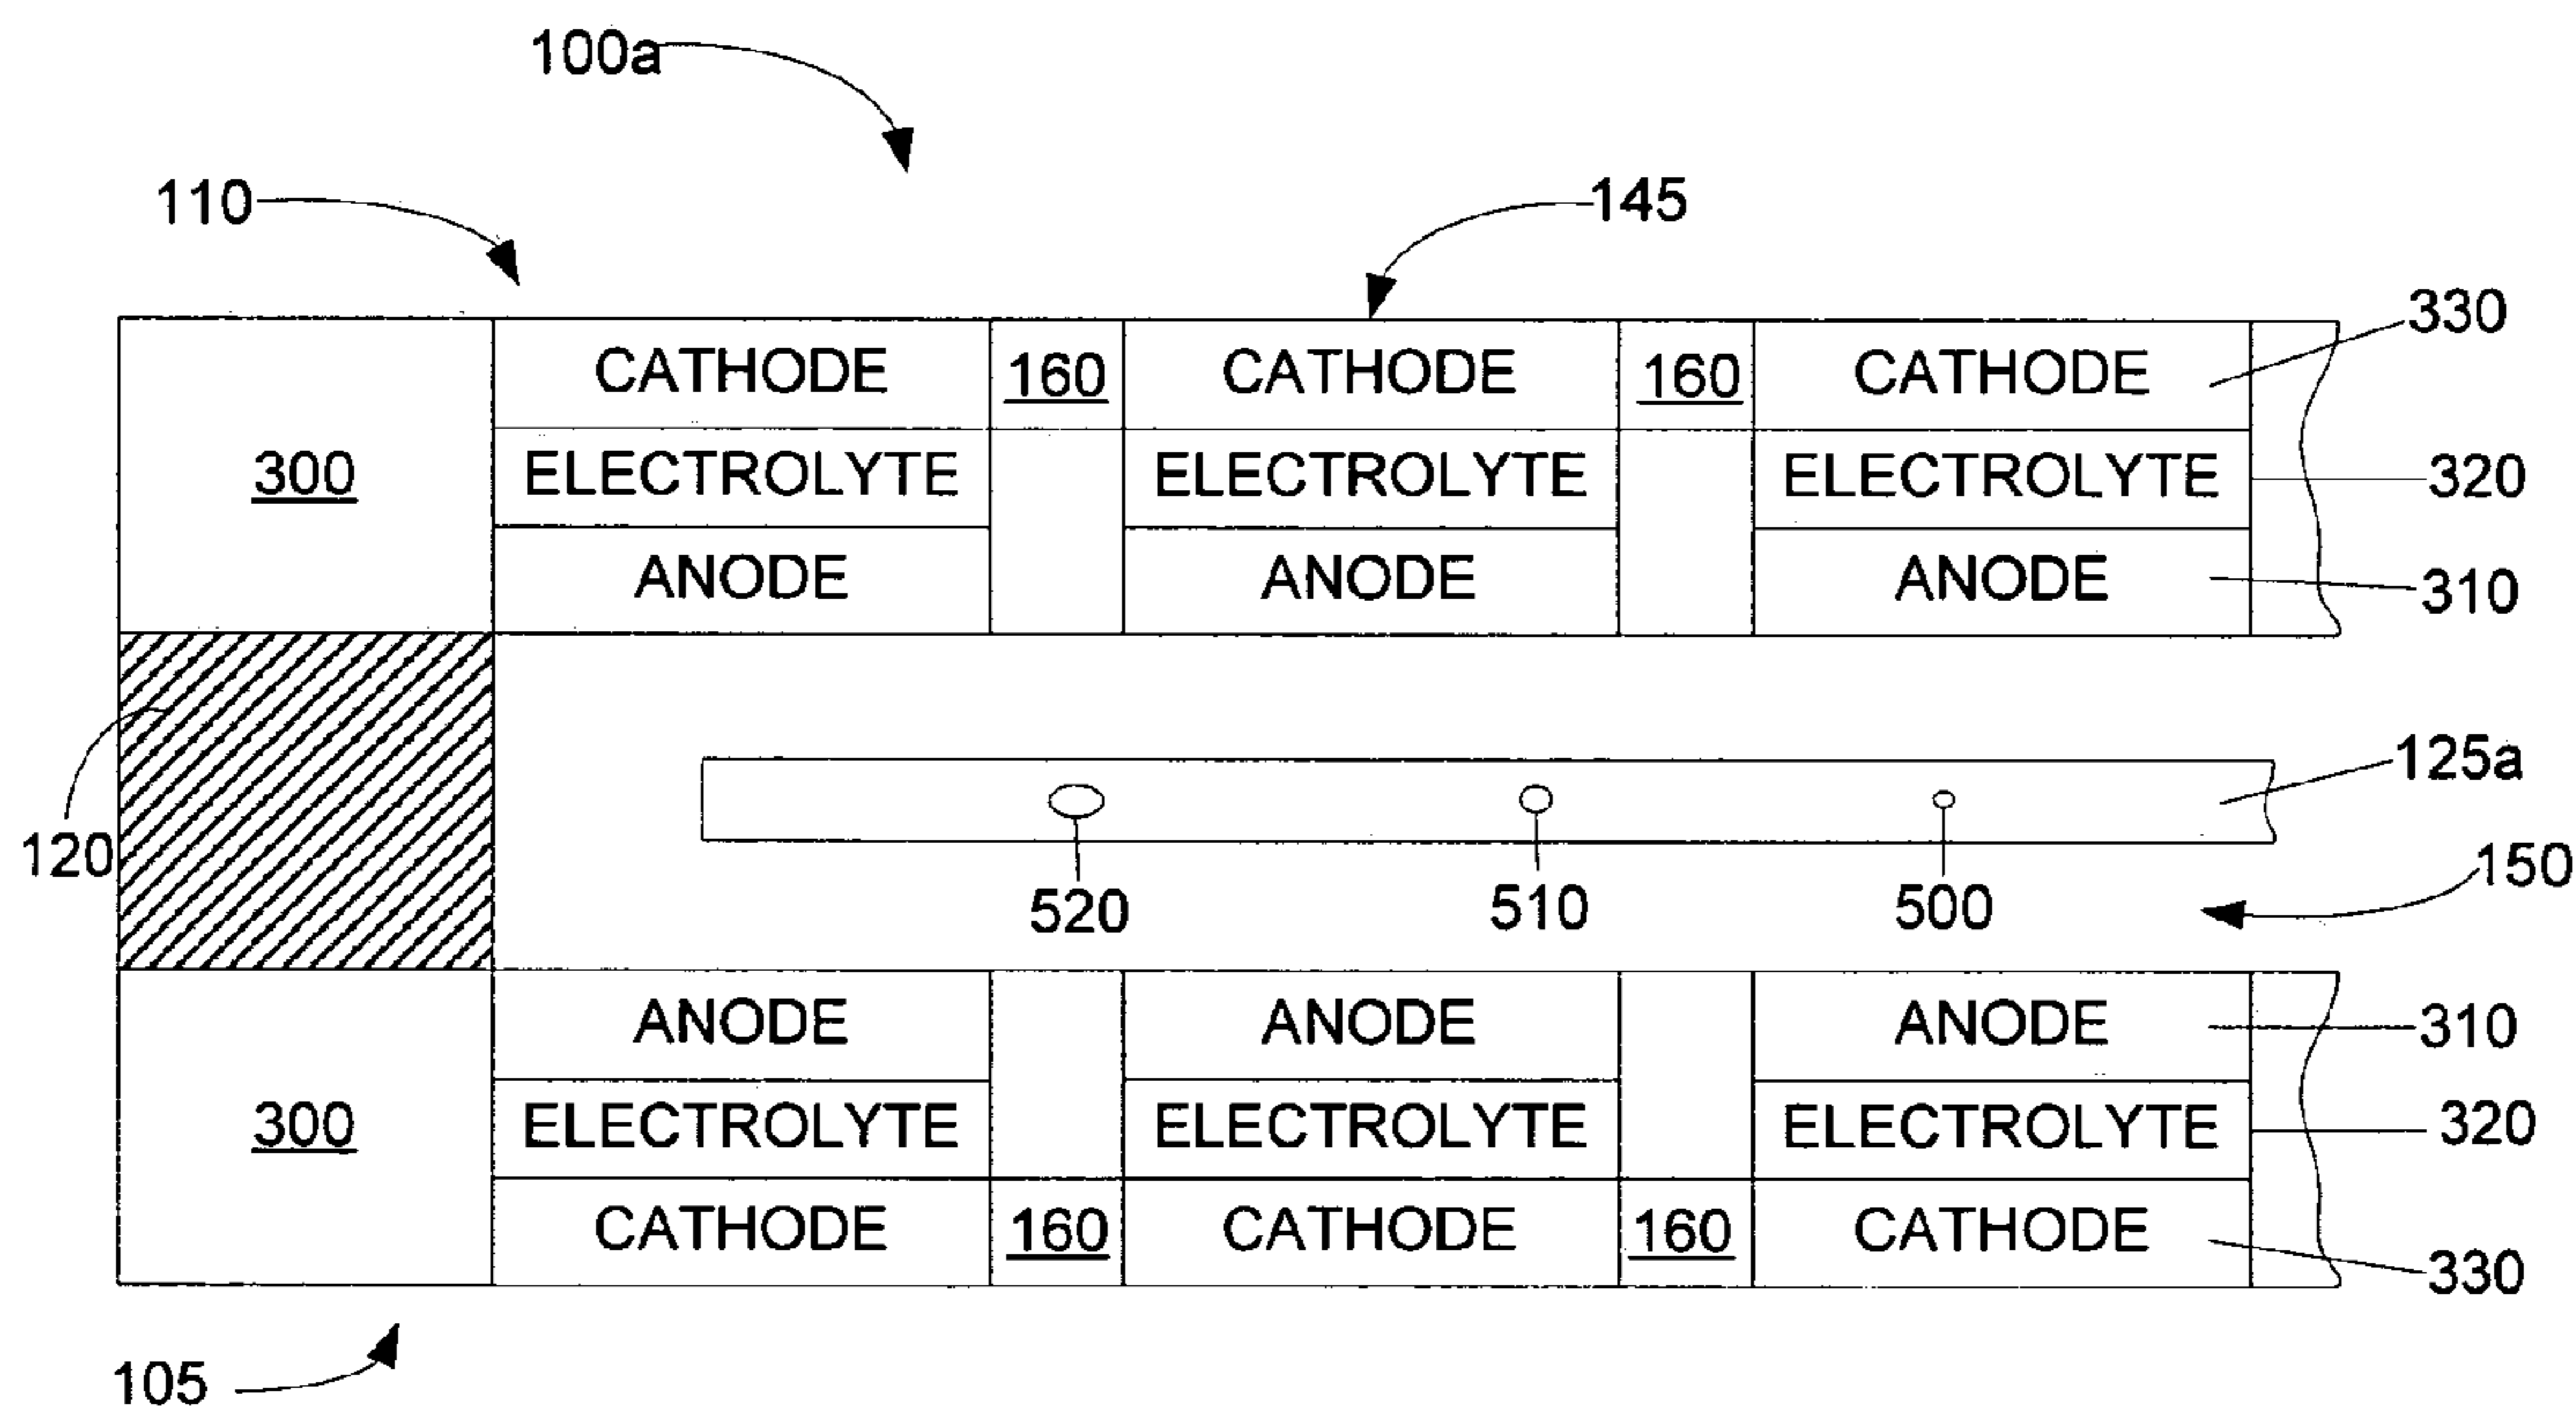 100a
110
145
330
CATHODE 160 CATHODE 160 CATHODE
300 ELECTROLYTE ELECTROLYTE ELECTROLYTE 320
ANODE ANODE ANODE 310
125a
120
520 510 500 150
ANODE ANODE ANODE 310
300 ELECTROLYTE ELECTROLYTE ELECTROLYTE 320
CATHODE 160 CATHODE 160 CATHODE
330
105